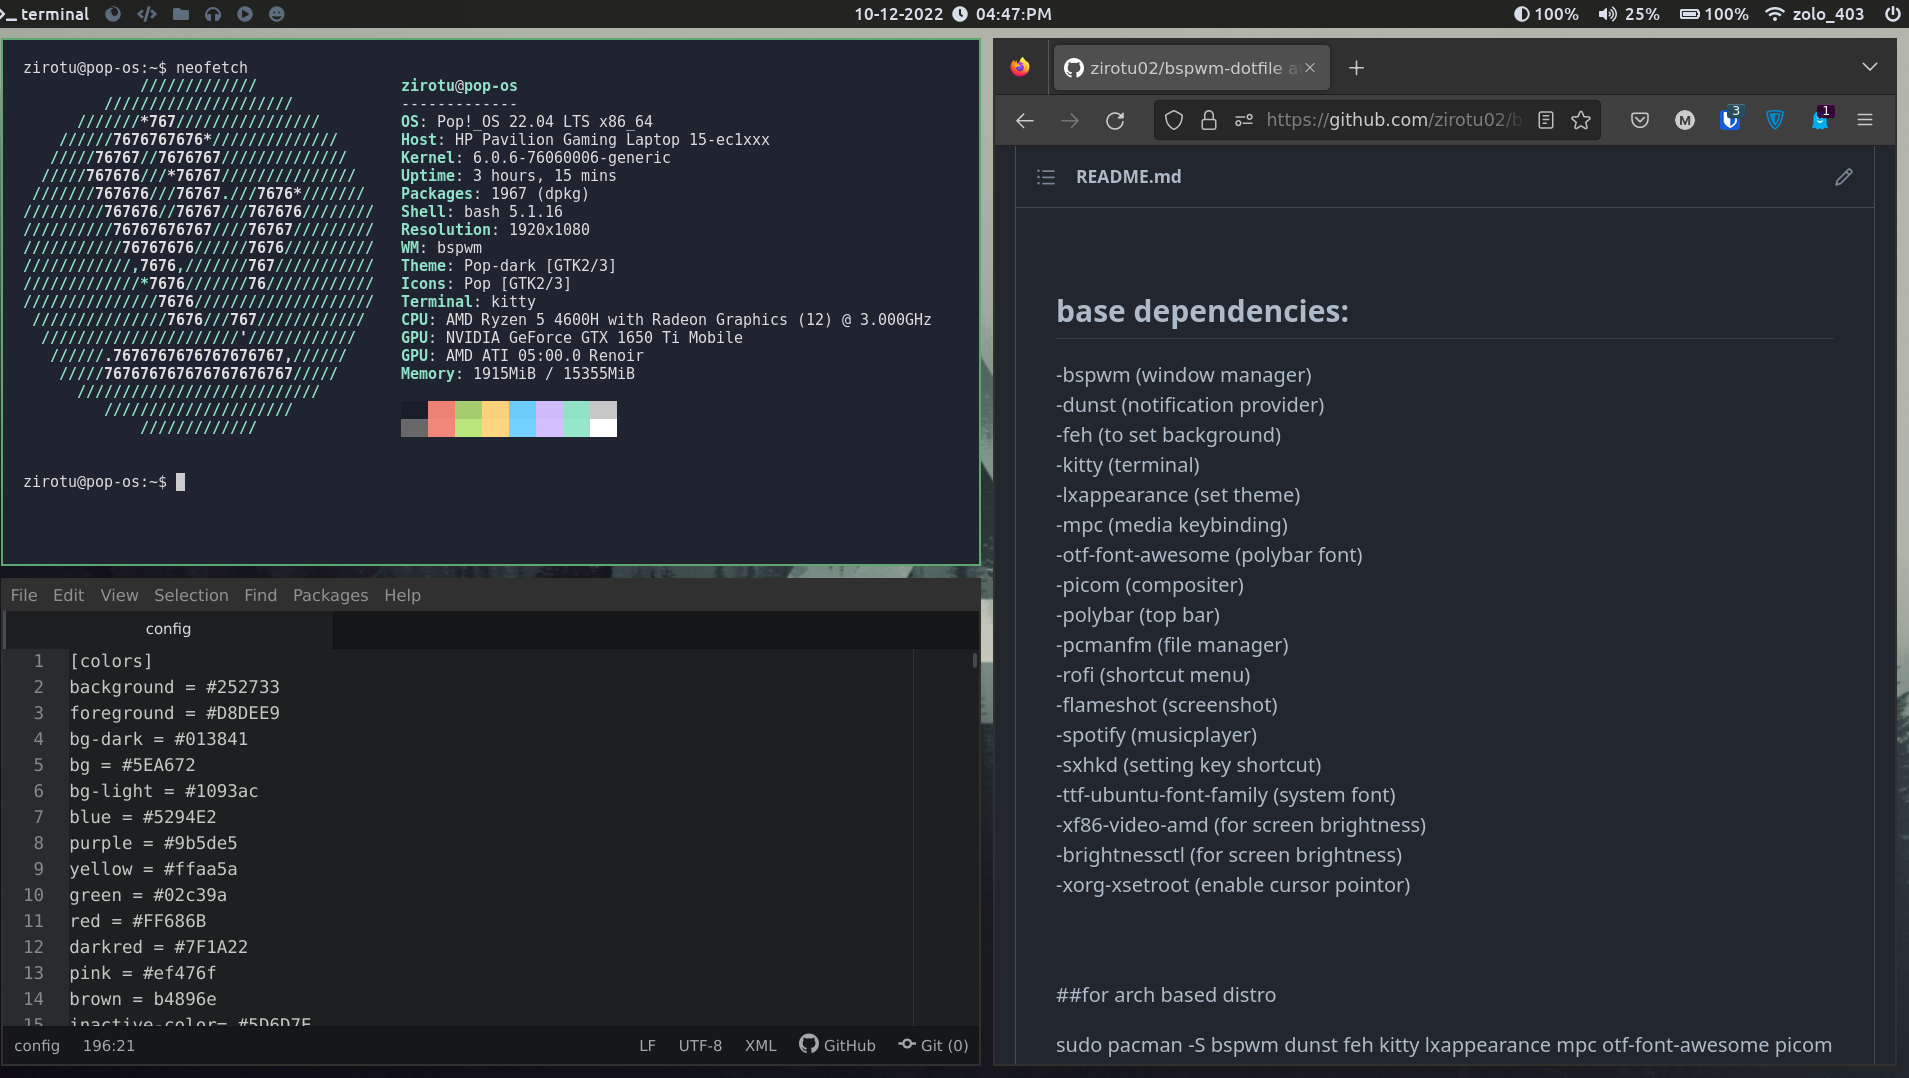 terminal
10-12-2022 04:47:PM
100% 25% 100% zolo_403
zirotu@pop-os:~$ neofetch
/////////////
/////////////////////
///////*767////////////////
//////7676767676*//////////////
/////76767//7676767//////////////
/////767676///*76767///////////////
///////767676///76767.///7676*///////
/////////767676//76767///767676////////
//////////76767676767////76767/////////
///////////76767676//////7676//////////
////////////,7676,///////767///////////
/////////////*7676///////76////////////
///////////////7676////////////////////
///////////////7676///767////////////
//////////////////////'////////////
//////.7676767676767676767,//////
/////767676767676767676767/////
///////////////////////////
/////////////////////
/////////////
zirotu@pop-os
-------------
OS: Pop!_OS 22.04 LTS x86_64
Host: HP Pavilion Gaming Laptop 15-ec1xxx
Kernel: 6.0.6-76060006-generic
Uptime: 3 hours, 15 mins
Packages: 1967 (dpkg)
Shell: bash 5.1.16
Resolution: 1920x1080
WM: bspwm
Theme: Pop-dark [GTK2/3]
Icons: Pop [GTK2/3]
Terminal: kitty
CPU: AMD Ryzen 5 4600H with Radeon Graphics (12) @ 3.000GHz
GPU: NVIDIA GeForce GTX 1650 Ti Mobile
GPU: AMD ATI 05:00.0 Renoir
Memory: 1915MiB / 15355MiB
zirotu@pop-os:~$
File Edit View Selection Find Packages Help
config
1 [colors]
2 background = #252733
3 foreground = #D8DEE9
4 bg-dark = #013841
5 bg = #5EA672
6 bg-light = #1093ac
7 blue = #5294E2
8 purple = #9b5de5
9 yellow = #ffaa5a
10 green = #02c39a
11 red = #FF686B
12 darkred = #7F1A22
13 pink = #ef476f
14 brown = b4896e
15 inactive-color= #5D6D7E
config 196:21 LF UTF-8 XML GitHub Git (0)
zirotu02/bspwm-dotfile a
https://github.com/zirotu02/b
M 3 1
README.md
base dependencies:
-bspwm (window manager)
-dunst (notification provider)
-feh (to set background)
-kitty (terminal)
-lxappearance (set theme)
-mpc (media keybinding)
-otf-font-awesome (polybar font)
-picom (compositer)
-polybar (top bar)
-pcmanfm (file manager)
-rofi (shortcut menu)
-flameshot (screenshot)
-spotify (musicplayer)
-sxhkd (setting key shortcut)
-ttf-ubuntu-font-family (system font)
-xf86-video-amd (for screen brightness)
-brightnessctl (for screen brightness)
-xorg-xsetroot (enable cursor pointor)
##for arch based distro
sudo pacman -S bspwm dunst feh kitty lxappearance mpc otf-font-awesome picom